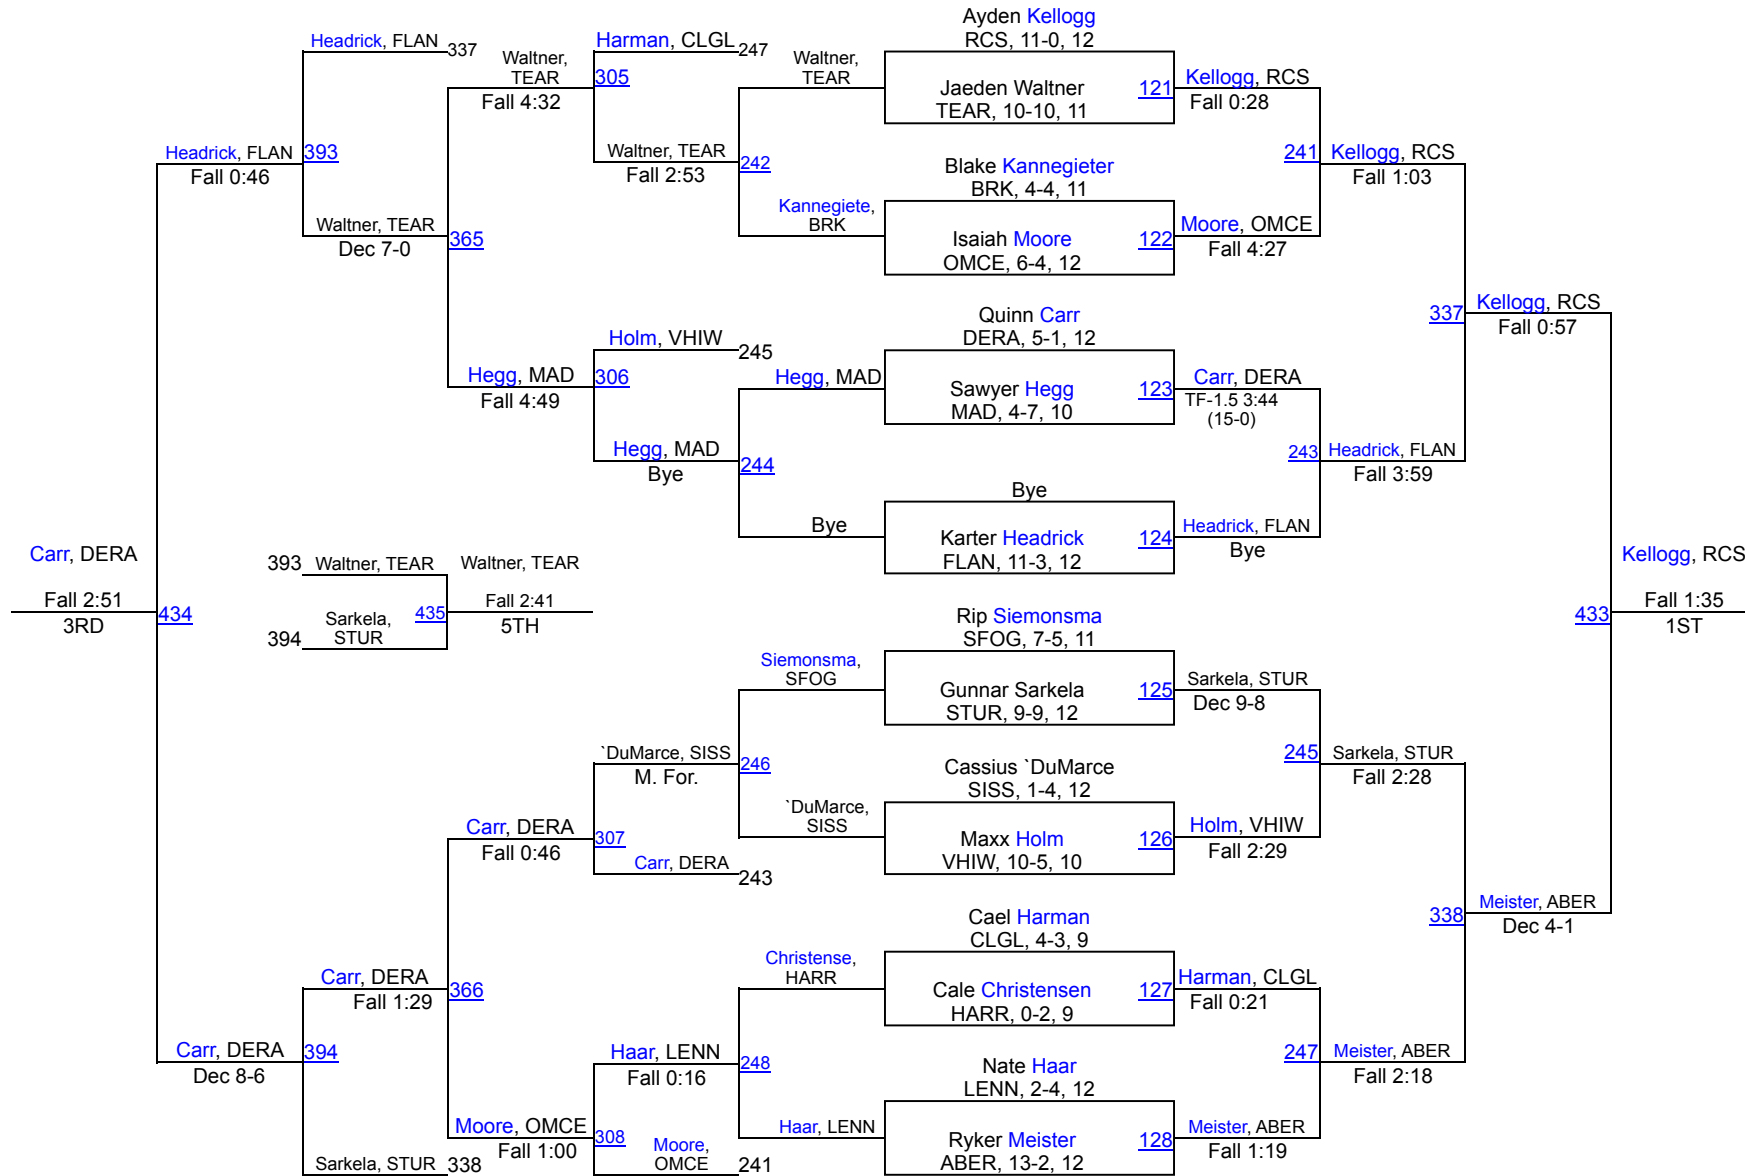 Ayden Kellogg
RCS, 11-0, 12
Headrick, FLAN
337
Harman, CLGL
247
Waltner,
TEAR
305
Fall 4:32
Waltner,
TEAR
Jaeden Waltner
TEAR, 10-10, 11
121
Kellogg, RCS
Fall 0:28
Headrick, FLAN
Fall 0:46
393
Waltner, TEAR
Fall 2:53
242
Blake Kannegieter
BRK, 4-4, 11
241
Kellogg, RCS
Fall 1:03
Waltner, TEAR
Dec 7-0
365
Kannegiete,
BRK
Isaiah Moore
OMCE, 6-4, 12
122
Moore, OMCE
Fall 4:27
Quinn Carr
DERA, 5-1, 12
337
Kellogg, RCS
Fall 0:57
Holm, VHIW
245
Hegg, MAD
Fall 4:49
306
Hegg, MAD
Sawyer Hegg
MAD, 4-7, 10
123
Carr, DERA
TF-1.5 3:44
(15-0)
Hegg, MAD
Bye
244
243
Headrick, FLAN
Fall 3:59
Bye
Bye
Karter Headrick
FLAN, 11-3, 12
124
Headrick, FLAN
Bye
Carr, DERA
Fall 2:51
3RD
434
393
Waltner, TEAR
394
Sarkela,
STUR
435
Waltner, TEAR
Fall 2:41
5TH
Kellogg, RCS
433
Fall 1:35
1ST
Rip Siemonsma
SFOG, 7-5, 11
Siemonsma,
SFOG
Gunnar Sarkela
STUR, 9-9, 12
125
Sarkela, STUR
Dec 9-8
`DuMarce, SISS
M. For.
246
Cassius `DuMarce
SISS, 1-4, 12
245
Sarkela, STUR
Fall 2:28
`DuMarce,
SISS
Maxx Holm
VHIW, 10-5, 10
126
Holm, VHIW
Fall 2:29
Carr, DERA
Fall 0:46
307
Carr, DERA
243
Cael Harman
CLGL, 4-3, 9
338
Meister, ABER
Dec 4-1
Christense,
HARR
Cale Christensen
HARR, 0-2, 9
127
Harman, CLGL
Fall 0:21
Carr, DERA
Fall 1:29
366
Carr, DERA
Dec 8-6
394
Haar, LENN
Fall 0:16
248
Nate Haar
LENN, 2-4, 12
247
Meister, ABER
Fall 2:18
Moore, OMCE
Fall 1:00
308
Haar, LENN
Ryker Meister
ABER, 13-2, 12
128
Meister, ABER
Fall 1:19
Sarkela, STUR
338
Moore,
OMCE
241